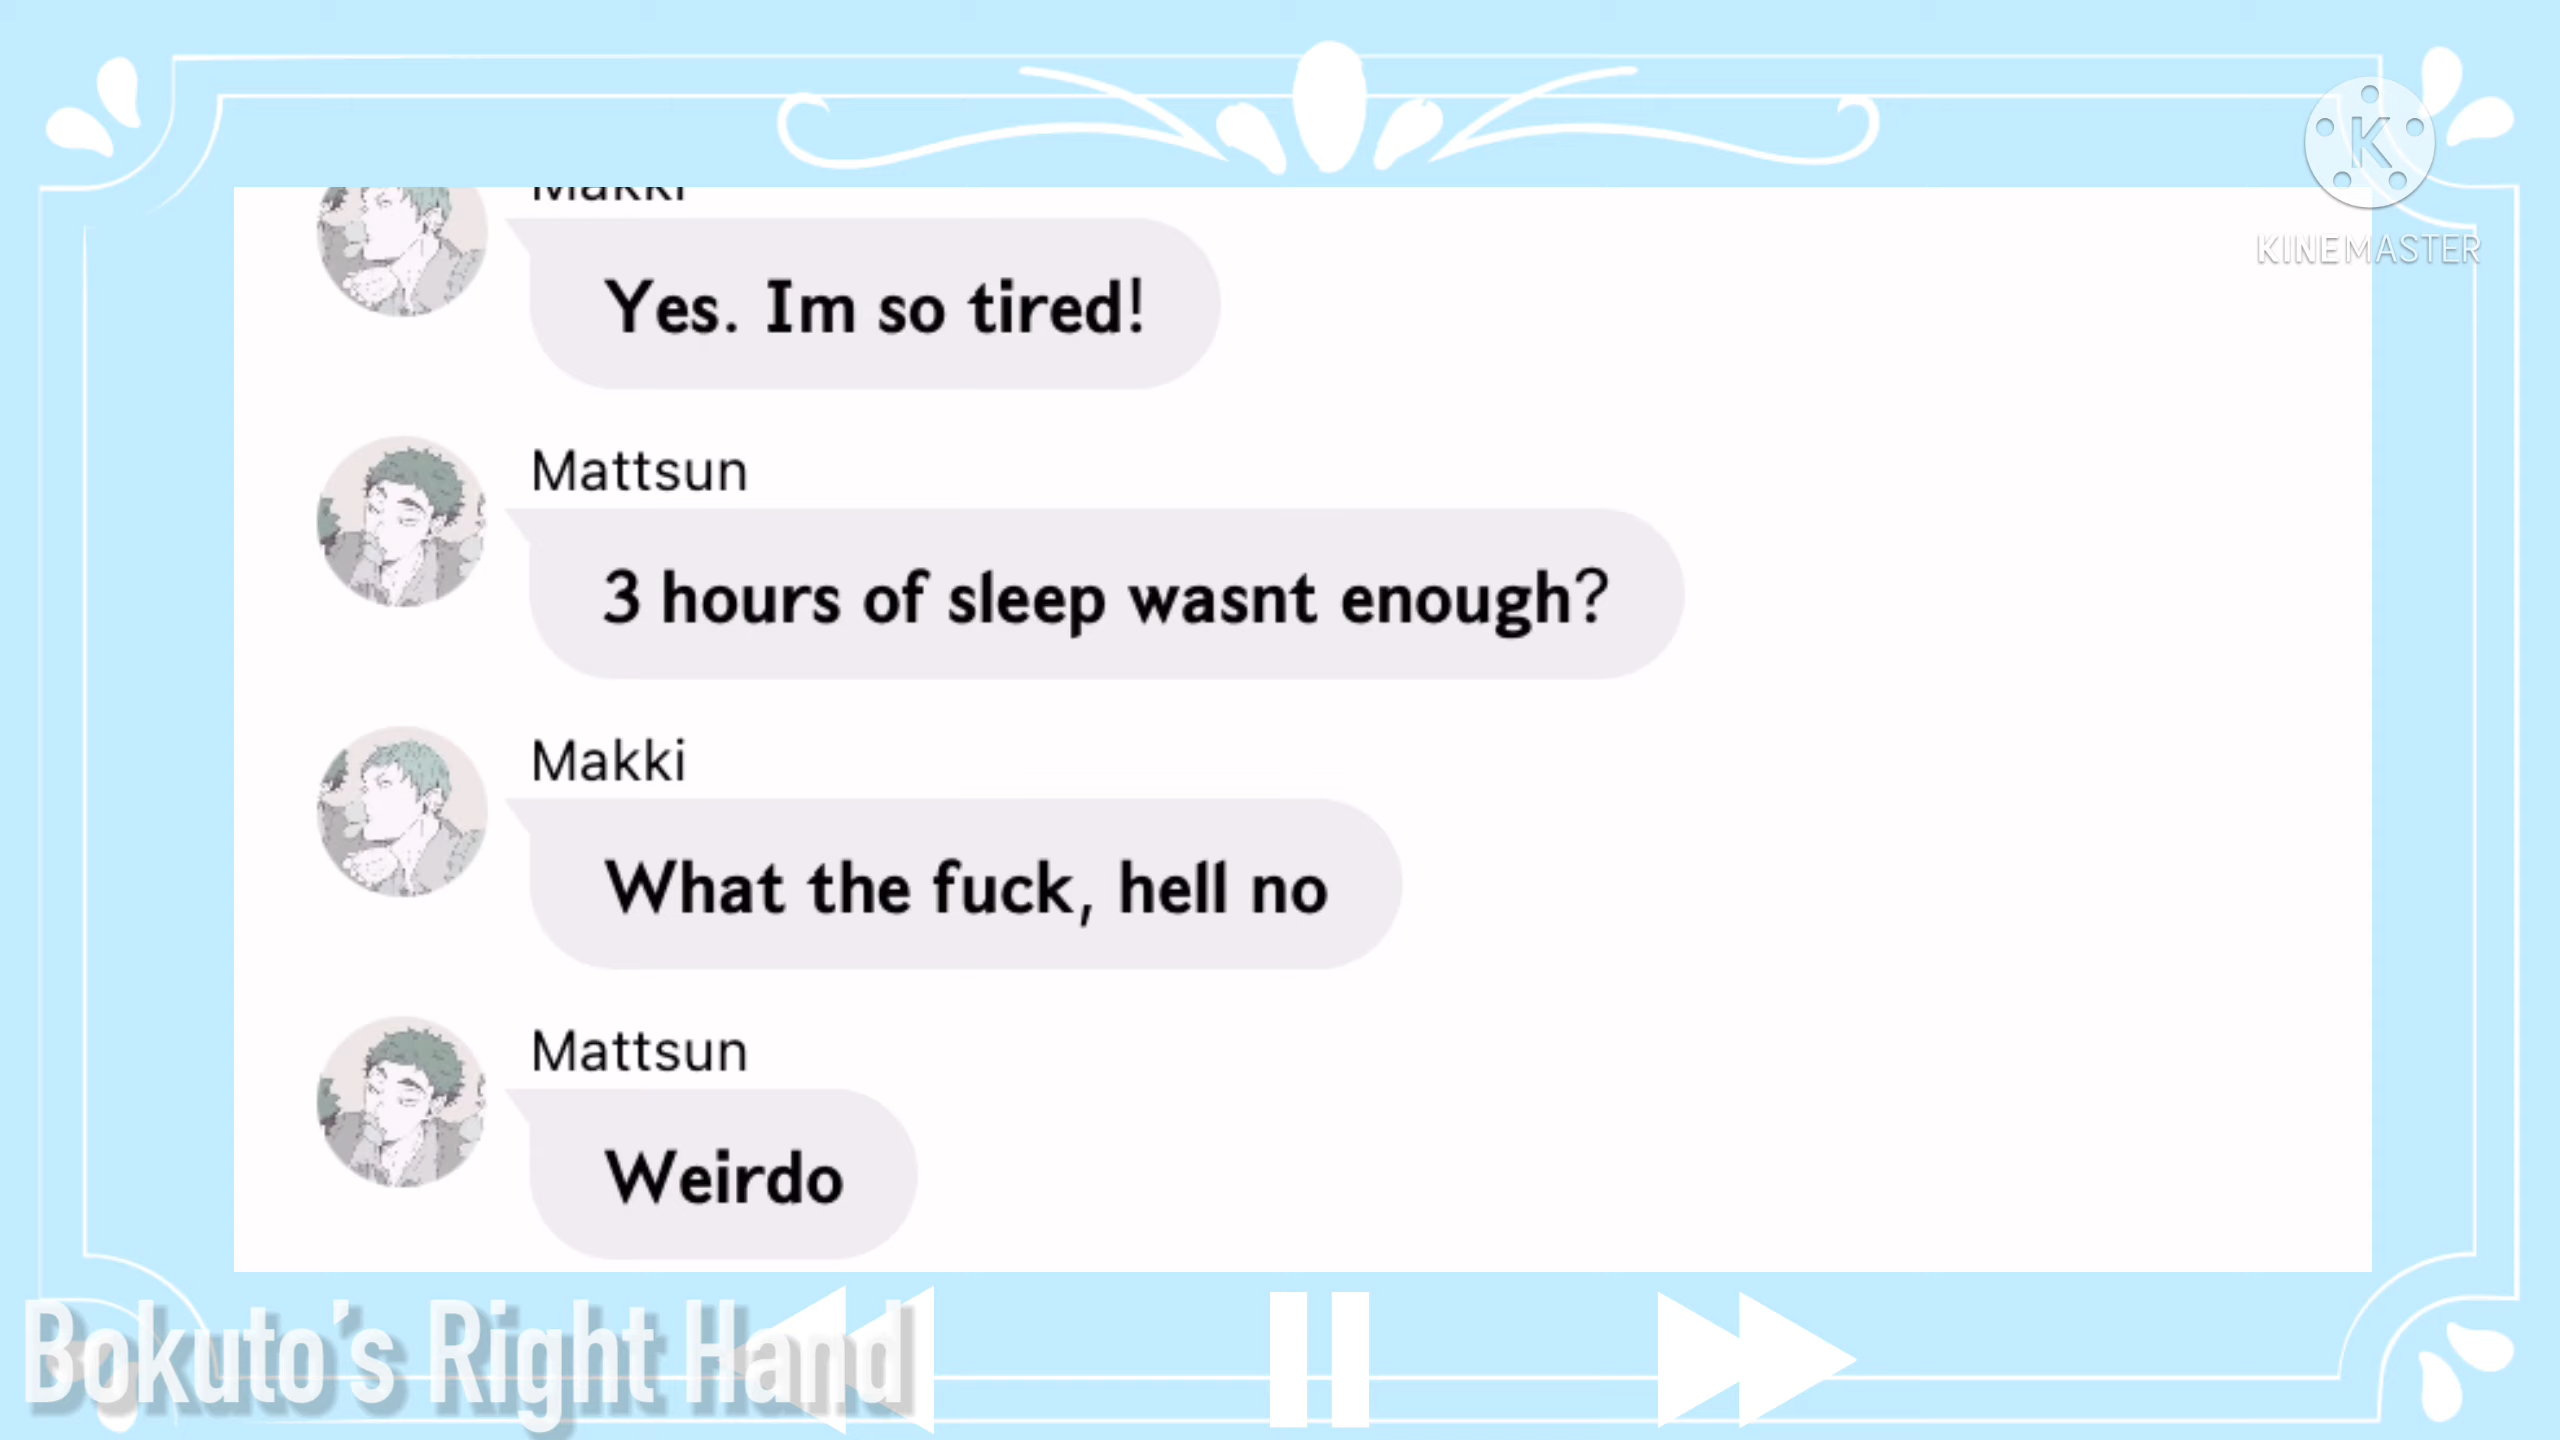 Makki
Yes. Im so tired!
Mattsun
3 hours of sleep wasnt enough?
Makki
What the fuck, hell no
Mattsun
Weirdo
K
KINEMASTER
Bokuto's Right Hand